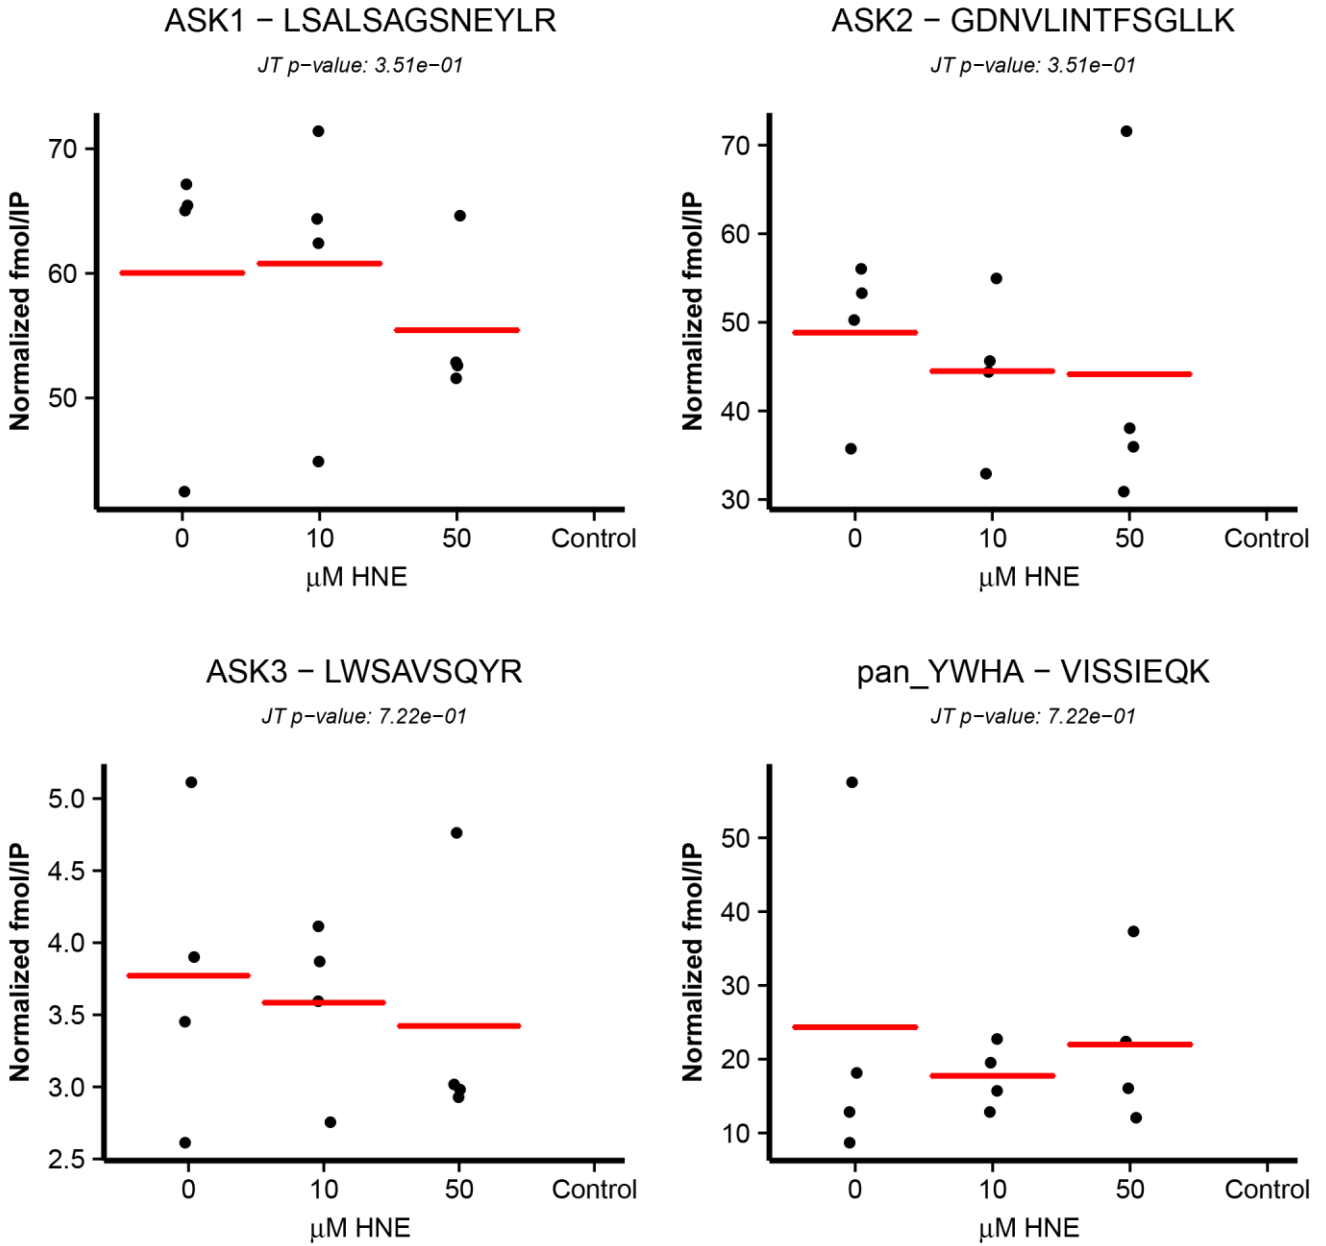 ASK1 − LSALSAGSNEYLR
JT p−value: 3.51e−01
Normalized fmol/IP
70
60
50
0 10 50 Control
μM HNE
ASK2 − GDNVLINTFSGLLK
JT p−value: 3.51e−01
Normalized fmol/IP
70
60
50
40
30
0 10 50 Control
μM HNE
ASK3 − LWSAVSQYR
JT p−value: 7.22e−01
Normalized fmol/IP
5.0
4.5
4.0
3.5
3.0
2.5
0 10 50 Control
μM HNE
pan_YWHA − VISSIEQK
JT p−value: 7.22e−01
Normalized fmol/IP
50
40
30
20
10
0 10 50 Control
μM HNE